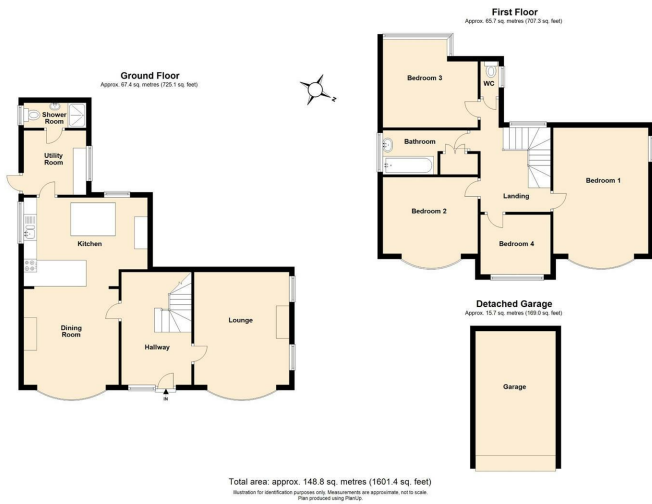 First Floor
Approx. 65.7 sq. metres (707.3 sq. feet)
Ground Floor
Approx. 67.4 sq. metres (725.1 sq. feet)
N
Shower
Room
Utility
Room
Kitchen
Dining
Room
Hallway
Lounge
IN
Bedroom 3
WC
Bathroom
Bedroom 2
Landing
Bedroom 1
Bedroom 4
Detached Garage
Approx. 15.7 sq. metres (169.0 sq. feet)
Garage
Total area: approx. 148.8 sq. metres (1601.4 sq. feet)
Illustration for identification purposes only. Measurements are approximate, not to scale.
Plan produced using PlanUp.